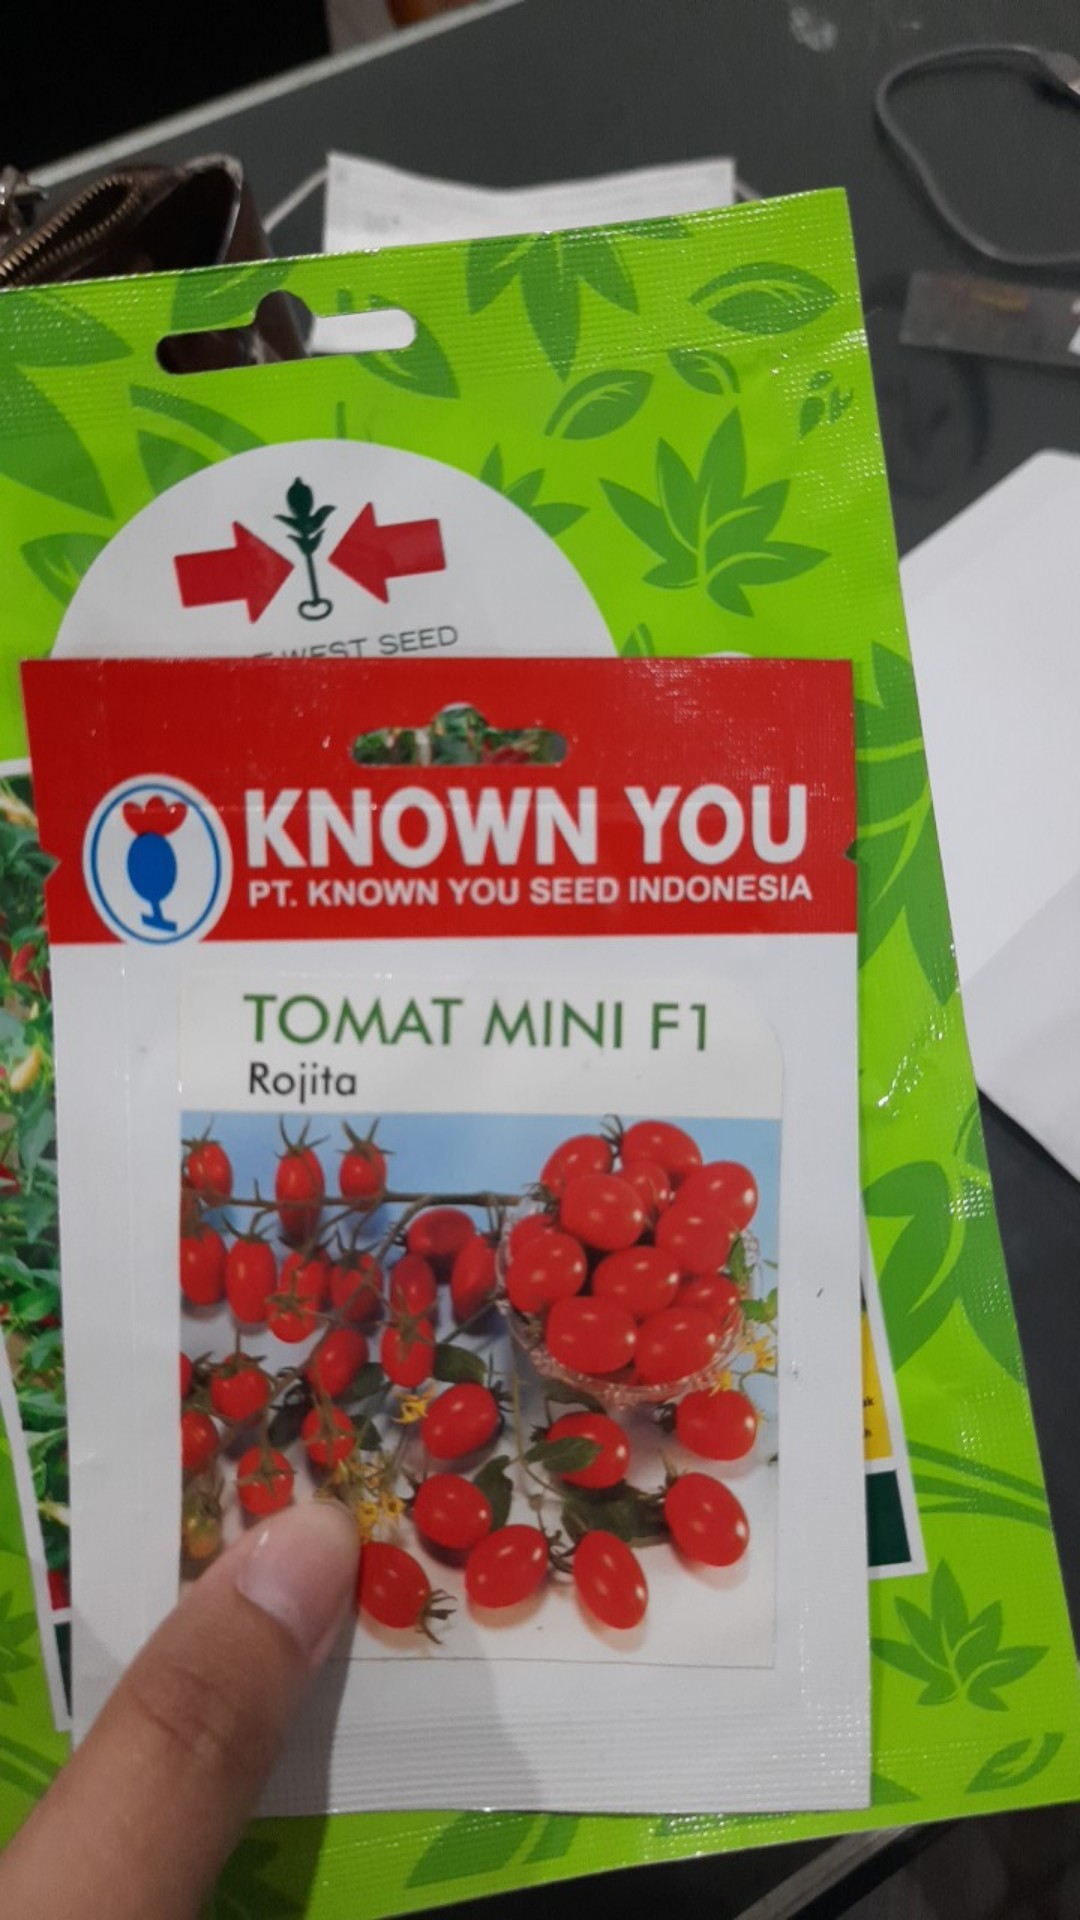 WEST SEED
KNOWN YOU
PT. KNOWN YOU SEED INDONESIA
TOMAT MINI F1
Rojita